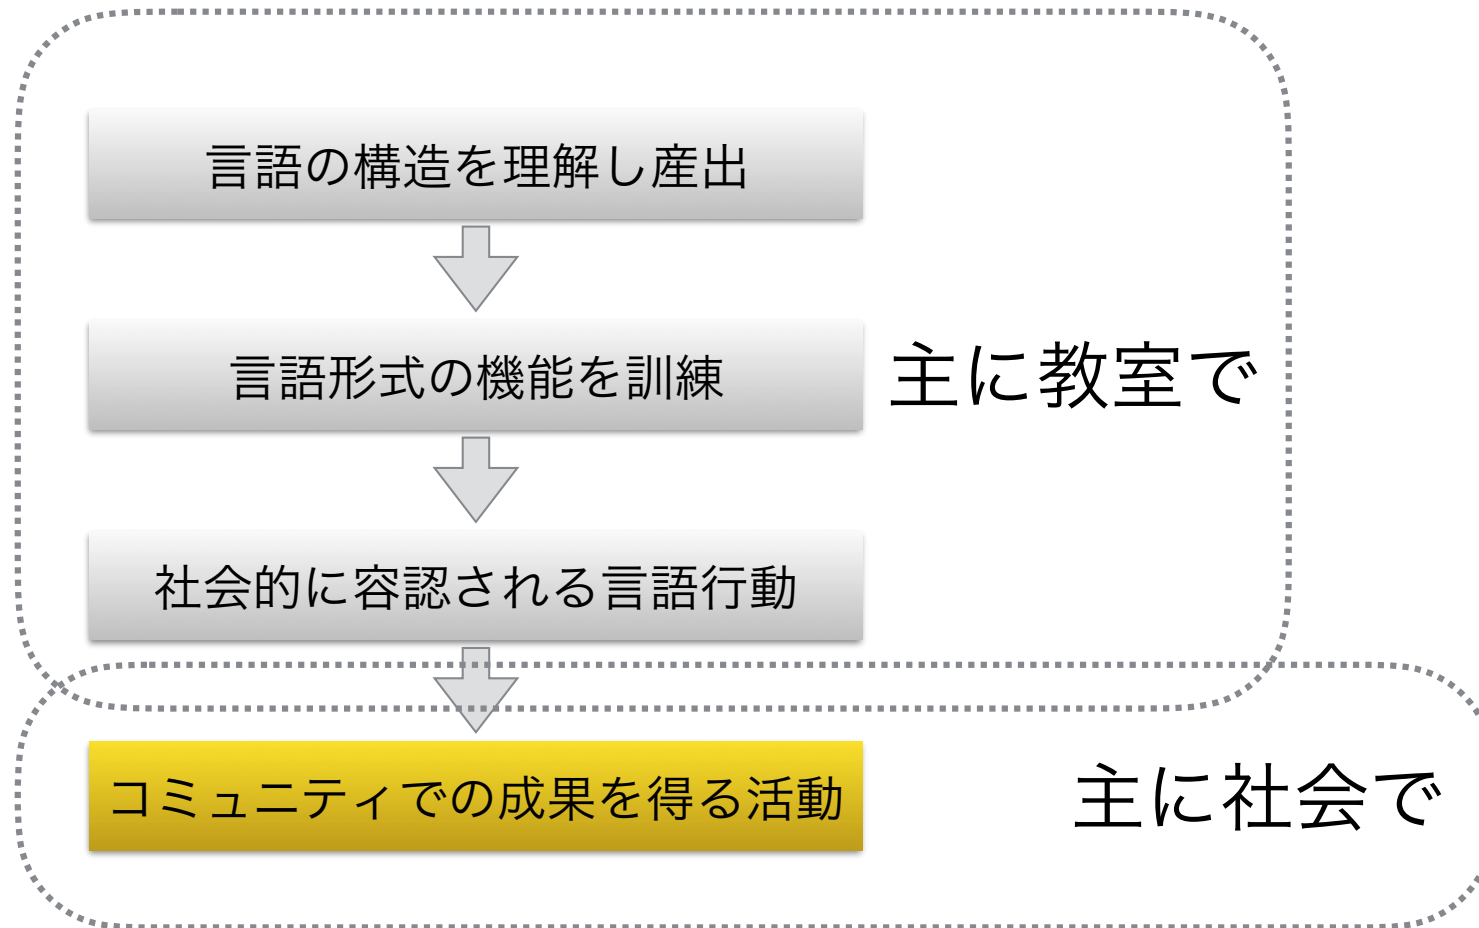 言語の構造を理解し産出
言語形式の機能を訓練
主に教室で
社会的に容認される言語行動
コミュニティでの成果を得る活動
主に社会で